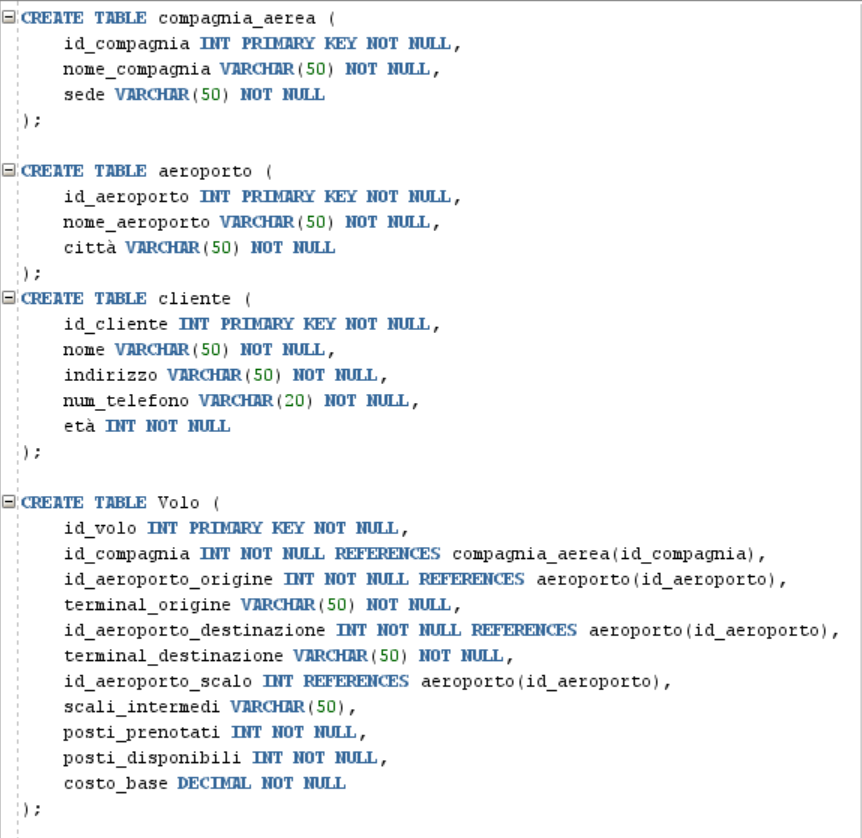 CREATE TABLE compagnia_aerea (
id_compagnia INT PRIMARY KEY NOT NULL,
nome_compagnia VARCHAR(50) NOT NULL,
sede VARCHAR(50) NOT NULL
);
CREATE TABLE aeroporto (
id_aeroporto INT PRIMARY KEY NOT NULL,
nome_aeroporto VARCHAR(50) NOT NULL,
città VARCHAR(50) NOT NULL
);
CREATE TABLE cliente (
id_cliente INT PRIMARY KEY NOT NULL,
nome VARCHAR(50) NOT NULL,
indirizzo VARCHAR(50) NOT NULL,
num_telefono VARCHAR(20) NOT NULL,
età INT NOT NULL
);
CREATE TABLE Volo (
id_volo INT PRIMARY KEY NOT NULL,
id_compagnia INT NOT NULL REFERENCES compagnia_aerea(id_compagnia),
id_aeroporto_origine INT NOT NULL REFERENCES aeroporto(id_aeroporto),
terminal_origine VARCHAR(50) NOT NULL,
id_aeroporto_destinazione INT NOT NULL REFERENCES aeroporto(id_aeroporto),
terminal_destinazione VARCHAR(50) NOT NULL,
id_aeroporto_scalo INT REFERENCES aeroporto(id_aeroporto),
scali_intermedi VARCHAR(50),
posti_prenotati INT NOT NULL,
posti_disponibili INT NOT NULL,
costo_base DECIMAL NOT NULL
);